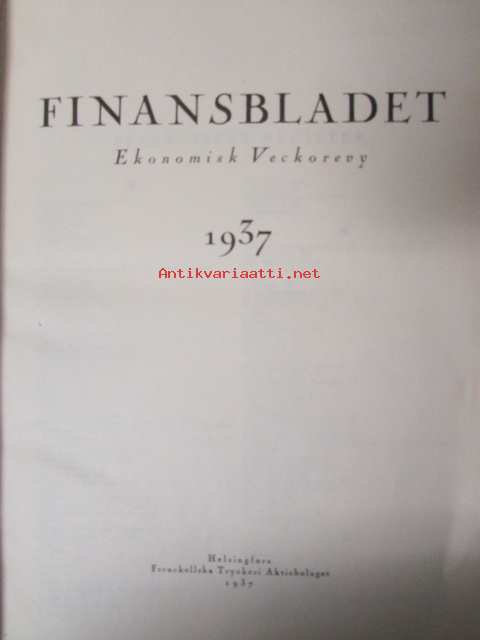 FINANSBLADET
Ekonomisk Veckorevy
1937
Antikvariaatti.net
Helsingfors
Frenckellska Tryckeri Aktiebolaget
1937